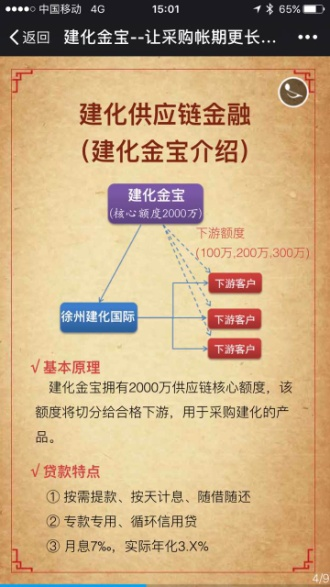 中国移动 4G 15:01 65%
返回 建化金宝--让采购帐期更长...
建化供应链金融
(建化金宝介绍)
建化金宝
(核心额度2000万)
下游额度
(100万,200万,300万)
下游客户
徐州建化国际
下游客户
下游客户
√基本原理
建化金宝拥有2000万供应链核心额度，该
额度将切分给合格下游，用于采购建化的产
品。
√贷款特点
① 按需提款、按天计息、随借随还
② 专款专用、循环信用贷
③ 月息7‰，实际年化3.X%
4/9